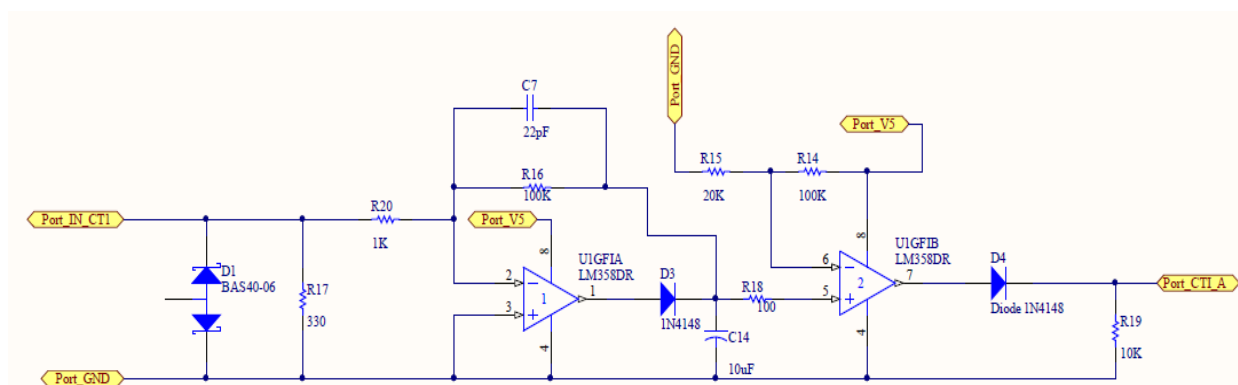 Port_GND
C7
22pF
Port_V5
R15
20K
R14
100K
R16
100K
Port_IN_CT1
R20
1K
Port_V5
8
U1GFIA
LM358DR
2
3
1
1
4
D3
1N4148
R18
100
C14
10uF
8
U1GFIB
LM358DR
6
5
2
7
4
D4
Diode 1N4148
Port_CTI_A
D1
BAS40-06
R17
330
R19
10K
Port_GND